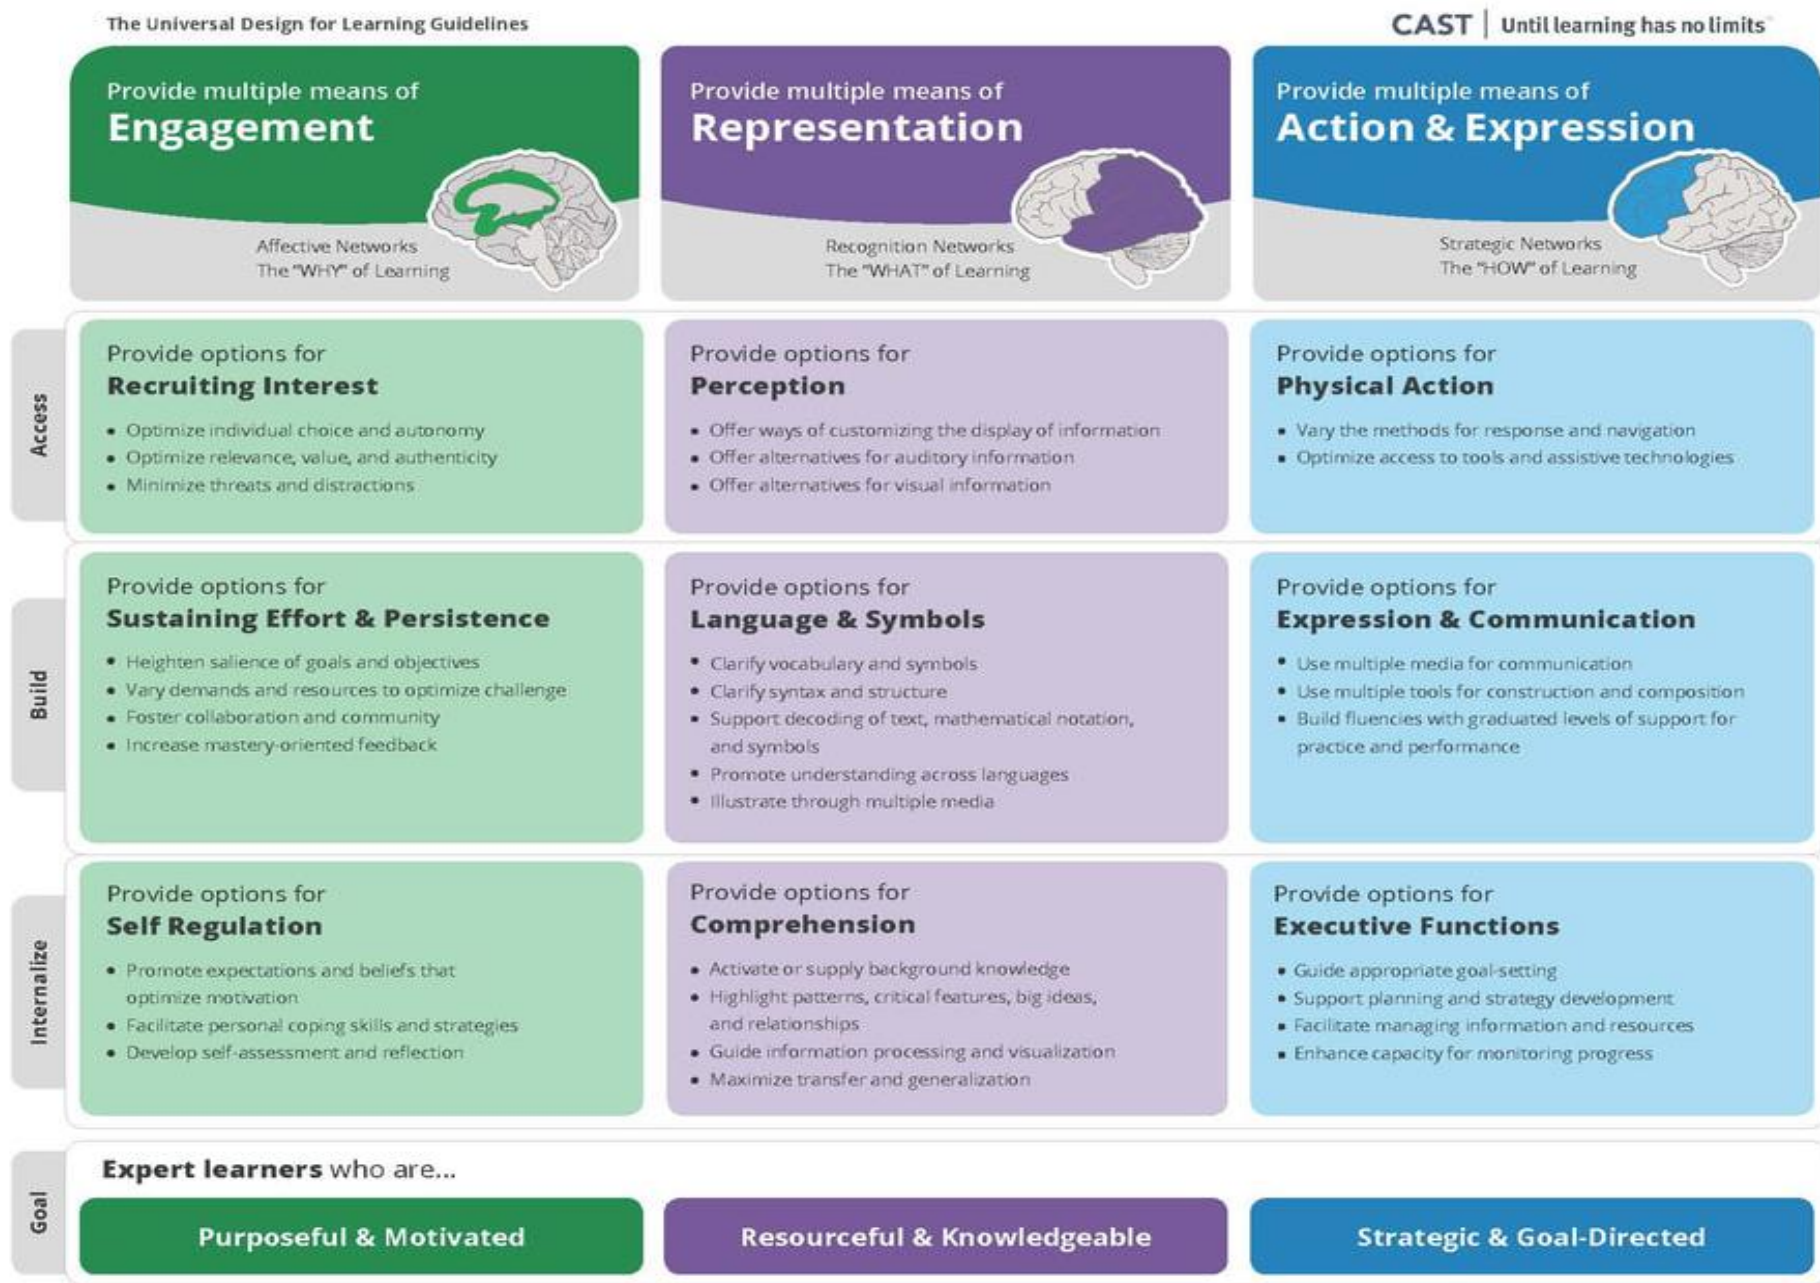 The Universal Design for Learning Guidelines
CAST | Until learning has no limits™
Provide multiple means of
Engagement
Affective Networks
The "WHY" of Learning
Provide multiple means of
Representation
Recognition Networks
The "WHAT" of Learning
Provide multiple means of
Action & Expression
Strategic Networks
The "HOW" of Learning
Access
Provide options for
Recruiting Interest
• Optimize individual choice and autonomy
• Optimize relevance, value, and authenticity
• Minimize threats and distractions
Provide options for
Perception
• Offer ways of customizing the display of information
• Offer alternatives for auditory information
• Offer alternatives for visual information
Provide options for
Physical Action
• Vary the methods for response and navigation
• Optimize access to tools and assistive technologies
Build
Provide options for
Sustaining Effort & Persistence
• Heighten salience of goals and objectives
• Vary demands and resources to optimize challenge
• Foster collaboration and community
• Increase mastery-oriented feedback
Provide options for
Language & Symbols
• Clarify vocabulary and symbols
• Clarify syntax and structure
• Support decoding of text, mathematical notation,
and symbols
• Promote understanding across languages
• Illustrate through multiple media
Provide options for
Expression & Communication
• Use multiple media for communication
• Use multiple tools for construction and composition
• Build fluencies with graduated levels of support for
practice and performance
Internalize
Provide options for
Self Regulation
• Promote expectations and beliefs that
optimize motivation
• Facilitate personal coping skills and strategies
• Develop self-assessment and reflection
Provide options for
Comprehension
• Activate or supply background knowledge
• Highlight patterns, critical features, big ideas,
and relationships
• Guide information processing and visualization
• Maximize transfer and generalization
Provide options for
Executive Functions
• Guide appropriate goal-setting
• Support planning and strategy development
• Facilitate managing information and resources
• Enhance capacity for monitoring progress
Goal
Expert learners who are...
Purposeful & Motivated
Resourceful & Knowledgeable
Strategic & Goal-Directed